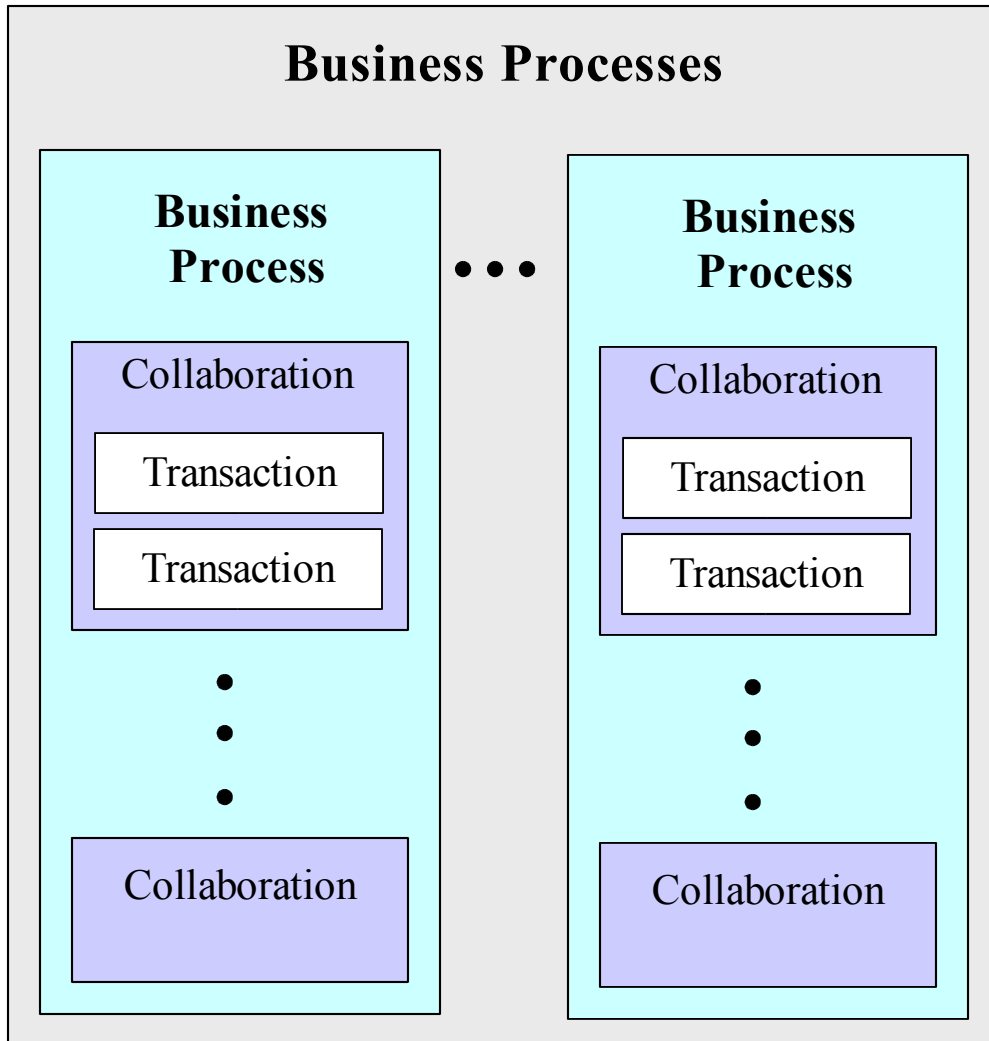 Business Processes
Business
Process
Collaboration
Transaction
Transaction
Collaboration
Business
Process
Collaboration
Transaction
Transaction
Collaboration